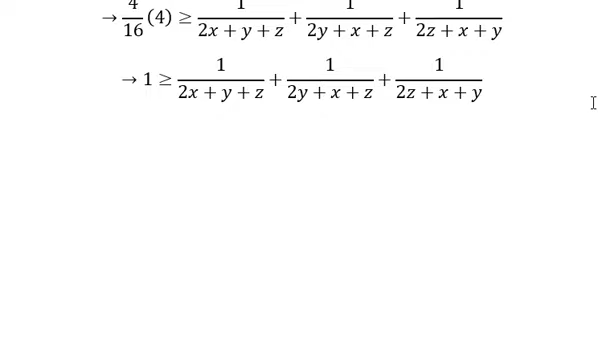 → 4/16 (4) ≥ 1/(2x + y + z) + 1/(2y + x + z) + 1/(2z + x + y)
→ 1 ≥ 1/(2x + y + z) + 1/(2y + x + z) + 1/(2z + x + y)